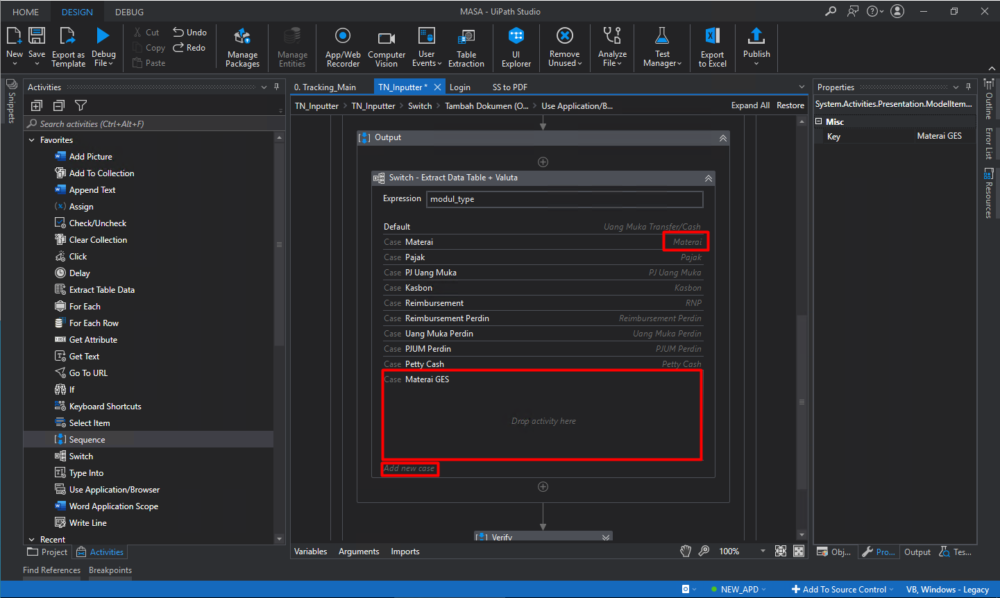 HOME DESIGN DEBUG MASA - UiPath Studio
New Save Export as Template Debug File Cut Copy Paste Undo Redo Manage Packages Manage Entities App/Web Recorder Computer Vision User Events Table Extraction UI Explorer Remove Unused Analyze File Test Manager Export to Excel Publish
Snippets
Activities
Search activities (Ctrl+Alt+F)
Favorites
Add Picture
Add To Collection
Append Text
Assign
Check/Uncheck
Clear Collection
Click
Delay
Extract Table Data
For Each
For Each Row
Get Attribute
Get Text
Go To URL
If
Keyboard Shortcuts
Select Item
Sequence
Switch
Type Into
Use Application/Browser
Word Application Scope
Write Line
Recent
Project Activities
Find References Breakpoints
0. Tracking_Main TN_Inputter * Login SS to PDF
TN_Inputter TN_Inputter Switch Tambah Dokumen (O... Use Application/B... Expand All Restore
Output
Switch - Extract Data Table + Valuta
Expression modul_type
Default Uang Muka Transfer/Cash
Case Materai Materai
Case Pajak Pajak
Case PJ Uang Muka PJ Uang Muka
Case Kasbon Kasbon
Case Reimbursement RNP
Case Reimbursement Perdin Reimbursement Perdin
Case Uang Muka Perdin Uang Muka Perdin
Case PJUM Perdin PJUM Perdin
Case Petty Cash Petty Cash
Case Materai GES
Drop activity here
Add new case
Verify
Variables Arguments Imports 100%
Properties
System.Activities.Presentation.ModelItem...
Misc
Key Materai GES
Obj... Pro... Output Tes...
Outline
Error List
Resources
NEW_APD Add To Source Control VB, Windows - Legacy